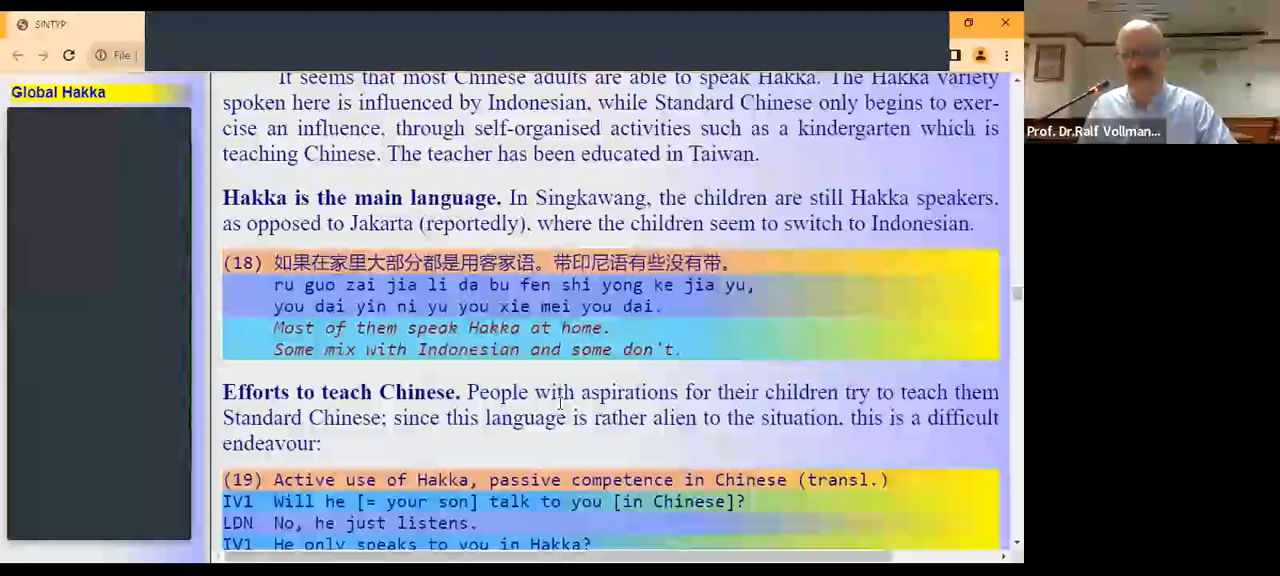 SINTYP
File
Global Hakka
It seems that most Chinese adults are able to speak Hakka. The Hakka variety
spoken here is influenced by Indonesian, while Standard Chinese only begins to exer-
cise an influence, through self-organised activities such as a kindergarten which is
teaching Chinese. The teacher has been educated in Taiwan.
Hakka is the main language. In Singkawang, the children are still Hakka speakers,
as opposed to Jakarta (reportedly), where the children seem to switch to Indonesian.
(18) 如果在家里大部分都是用客家语。带印尼语有些没有带。
ru guo zai jia li da bu fen shi yong ke jia yu,
you dai yin ni yu you xie mei you dai.
Most of them speak Hakka at home.
Some mix with Indonesian and some don't.
Efforts to teach Chinese. People with aspirations for their children try to teach them
Standard Chinese; since this language is rather alien to the situation, this is a difficult
endeavour:
(19) Active use of Hakka, passive competence in Chinese (transl.)
IV1 Will he [= your son] talk to you [in Chinese]?
LDN No, he just listens.
IV1 He only speaks to you in Hakka?
Prof. Dr.Ralf Vollman...